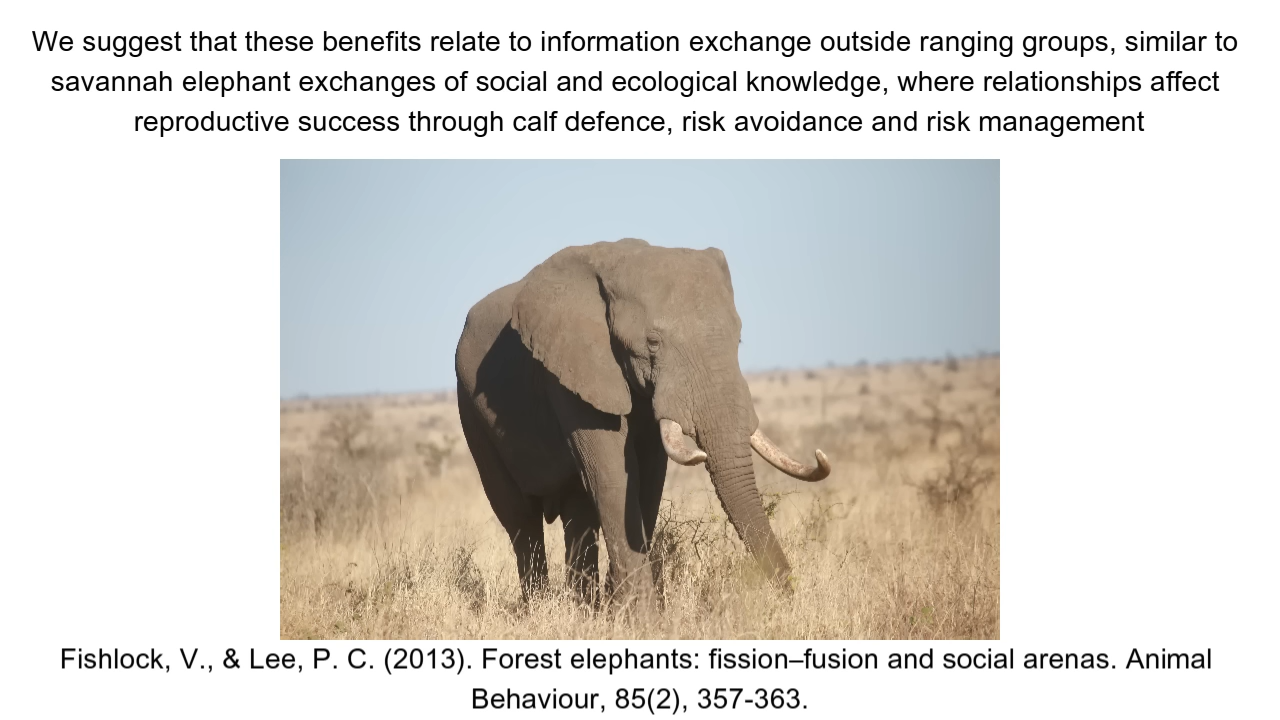 We suggest that these benefits relate to information exchange outside ranging groups, similar to
savannah elephant exchanges of social and ecological knowledge, where relationships affect
reproductive success through calf defence, risk avoidance and risk management
Fishlock, V., & Lee, P. C. (2013). Forest elephants: fission–fusion and social arenas. Animal
Behaviour, 85(2), 357-363.